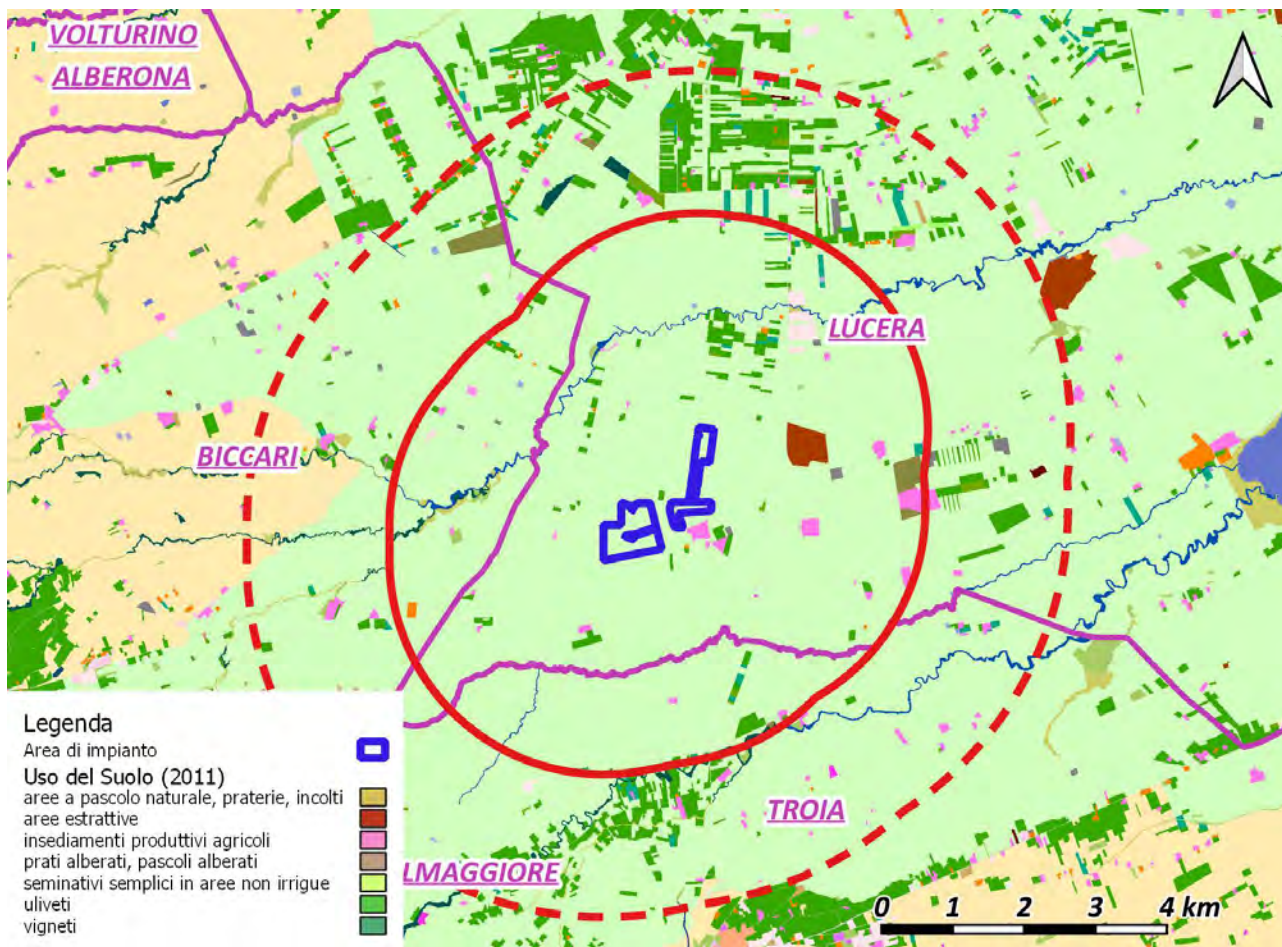 VOLTURINO
ALBERONA
LUCERA
BICCARI
TROIA
LMAGGIORE
Legenda
Area di impianto
Uso del Suolo (2011)
aree a pascolo naturale, praterie, incolti
aree estrattive
insediamenti produttivi agricoli
prati alberati, pascoli alberati
seminativi semplici in aree non irrigue
uliveti
vigneti
0 1 2 3 4 km